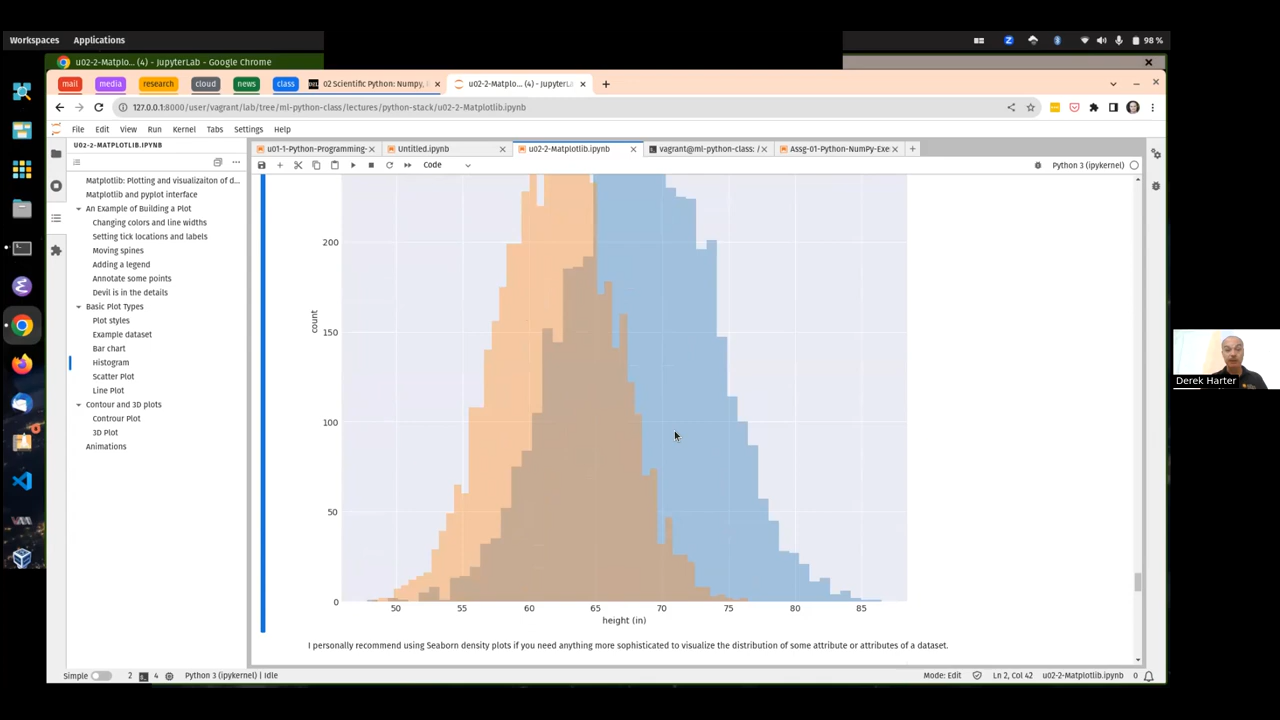 Workspaces Applications
98 %
u02-2-Matplo... (4) - JupyterLab - Google Chrome
mail media research cloud news class 02 Scientific Python: Numpy, u02-2-Matplo... (4) - JupyterLa
127.0.0.1:8000/user/vagrant/lab/tree/ml-python-class/lectures/python-stack/u02-2-Matplotlib.ipynb
File Edit View Run Kernel Tabs Settings Help
U02-2-MATPLOTLIB.IPYNB
u01-1-Python-Programming- Untitled.ipynb u02-2-Matplotlib.ipynb vagrant@ml-python-class: / Assg-01-Python-NumPy-Exe
Code
Python 3 (ipykernel)
Matplotlib: Plotting and visualizaiton of d...
Matplotlib and pyplot interface
An Example of Building a Plot
Changing colors and line widths
Setting tick locations and labels
Moving spines
Adding a legend
Annotate some points
Devil is in the details
Basic Plot Types
Plot styles
Example dataset
Bar chart
Histogram
Scatter Plot
Line Plot
Contour and 3D plots
Controur Plot
3D Plot
Animations
200
150
100
50
0
count
50 55 60 65 70 75 80 85
height (in)
I personally recommend using Seaborn density plots if you need anything more sophisticated to visualize the distribution of some attribute or attributes of a dataset.
Simple 2 4 Python 3 (ipykernel) | Idle
Mode: Edit Ln 2, Col 42 u02-2-Matplotlib.ipynb 0
Derek Harter